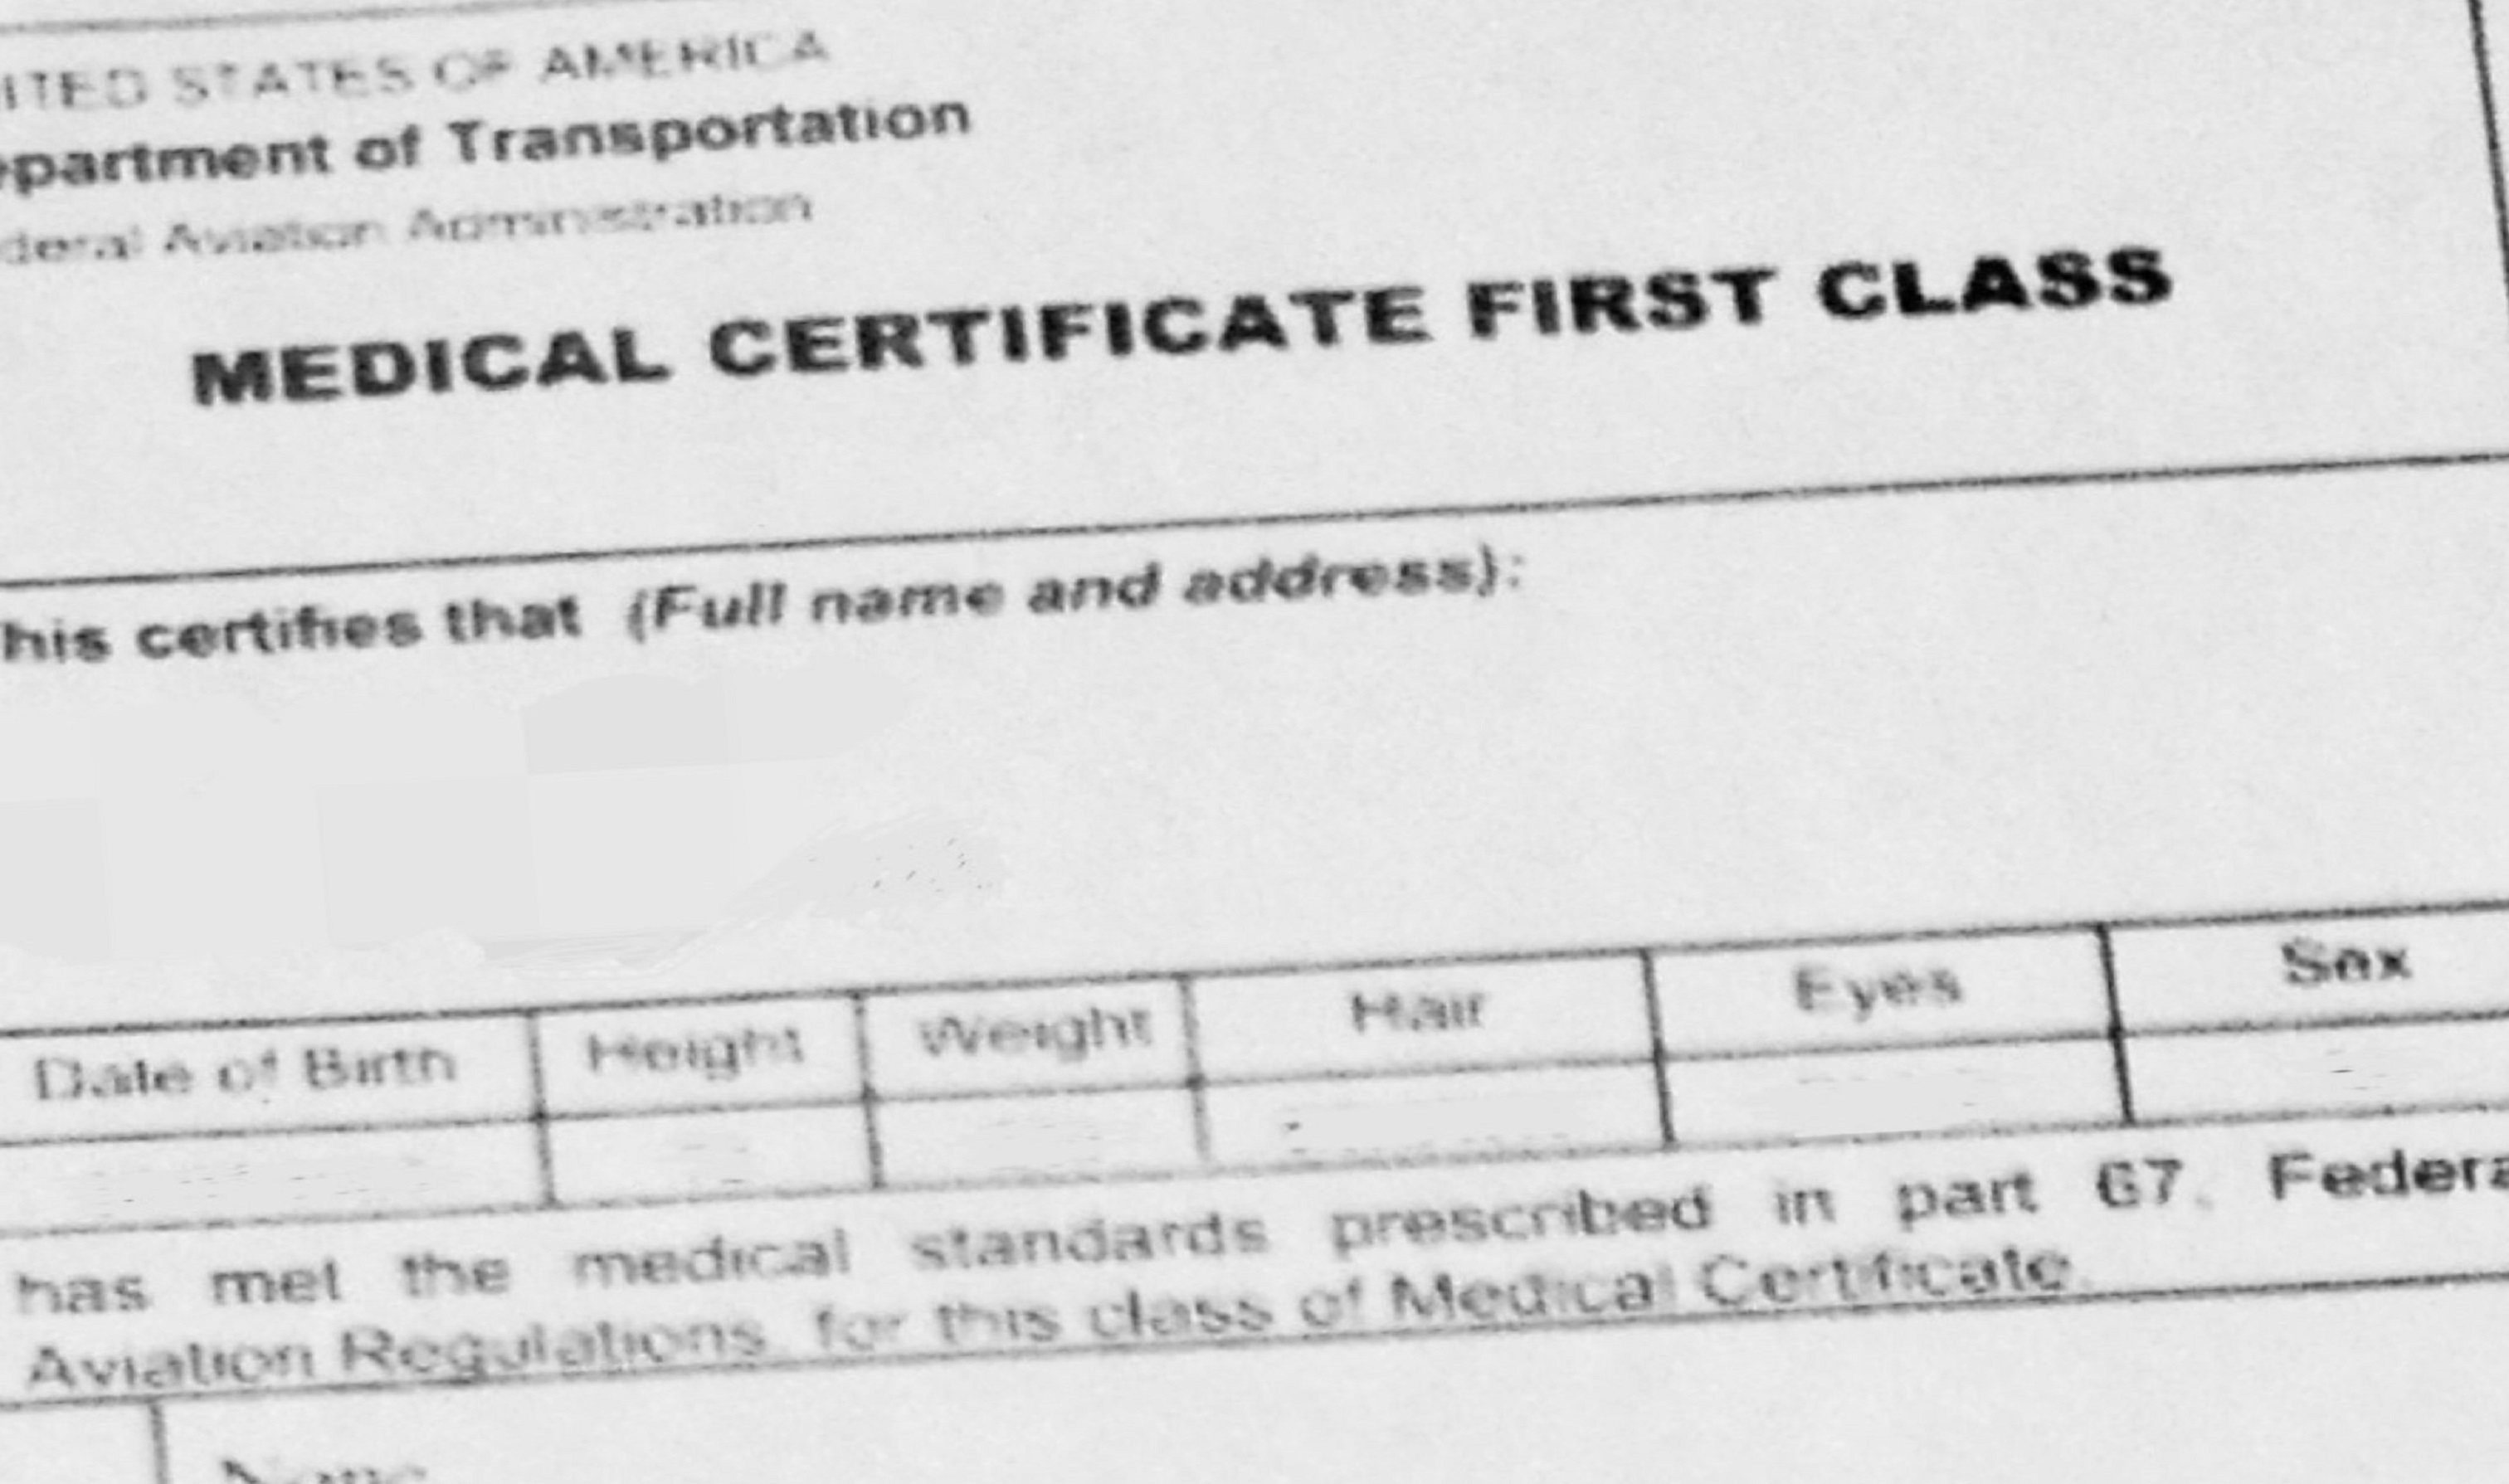 ITED STATES OF AMERICA
epartment of Transportation
deral Aviation Administration
MEDICAL CERTIFICATE FIRST CLASS
his certifies that (Full name and address):
Date of Birth Height Weight Hair Eyes Sex
has met the medical standards prescribed in part 67, Federa
Aviation Regulations, for this class of Medical Certificate.
None